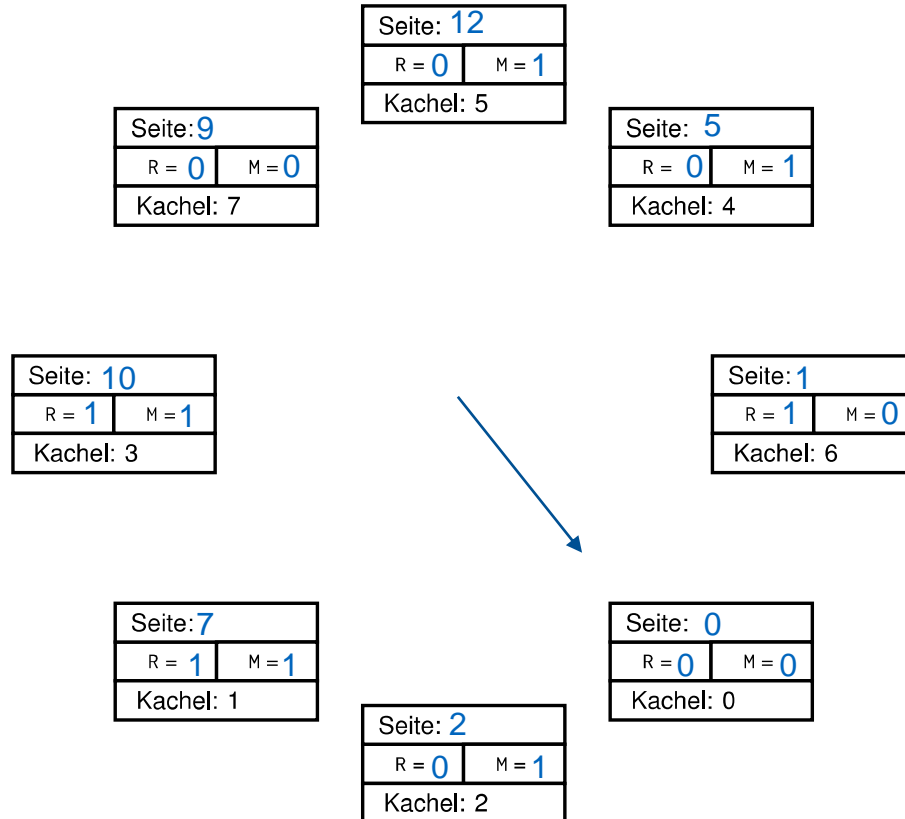 Seite: 12
R = 0 M = 1
Kachel: 5
Seite: 5
R = 0 M = 1
Kachel: 4
Seite: 1
R = 1 M = 0
Kachel: 6
Seite: 0
R = 0 M = 0
Kachel: 0
Seite: 2
R = 0 M = 1
Kachel: 2
Seite: 7
R = 1 M = 1
Kachel: 1
Seite: 10
R = 1 M = 1
Kachel: 3
Seite: 9
R = 0 M = 0
Kachel: 7